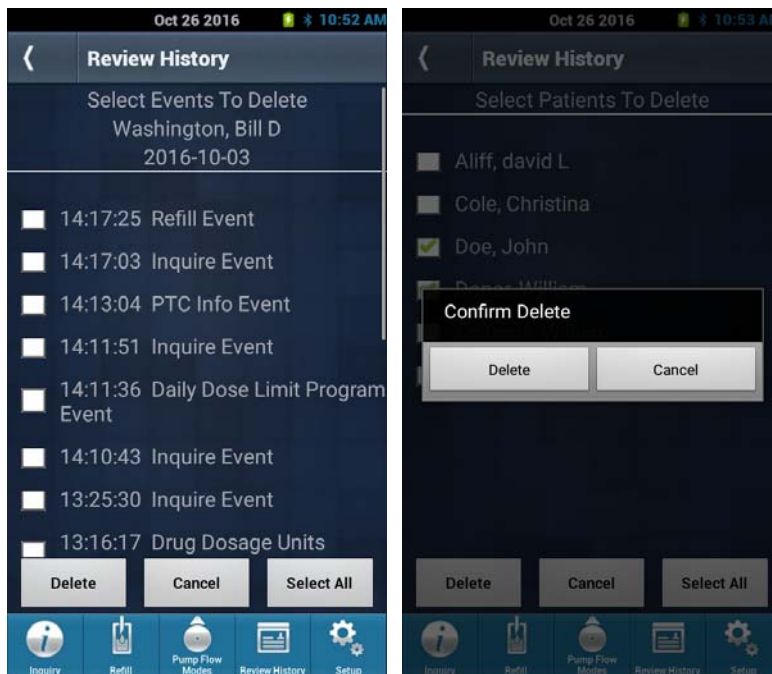 Oct 26 2016 10:52 AM
Review History
Select Events To Delete
Washington, Bill D
2016-10-03
14:17:25 Refill Event
14:17:03 Inquire Event
14:13:04 PTC Info Event
14:11:51 Inquire Event
14:11:36 Daily Dose Limit Program
Event
14:10:43 Inquire Event
13:25:30 Inquire Event
13:16:17 Drug Dosage Units
Delete Cancel Select All
Inquiry Refill Pump Flow Modes Review History Setup
Oct 26 2016 10:53 A
Review History
Select Patients To Delete
Aliff, david L
Cole, Christina
Doe, John
William
Confirm Delete
Delete Cancel
Delete Cancel Select All
Inquiry Refill Pump Flow Modes Review History Setup